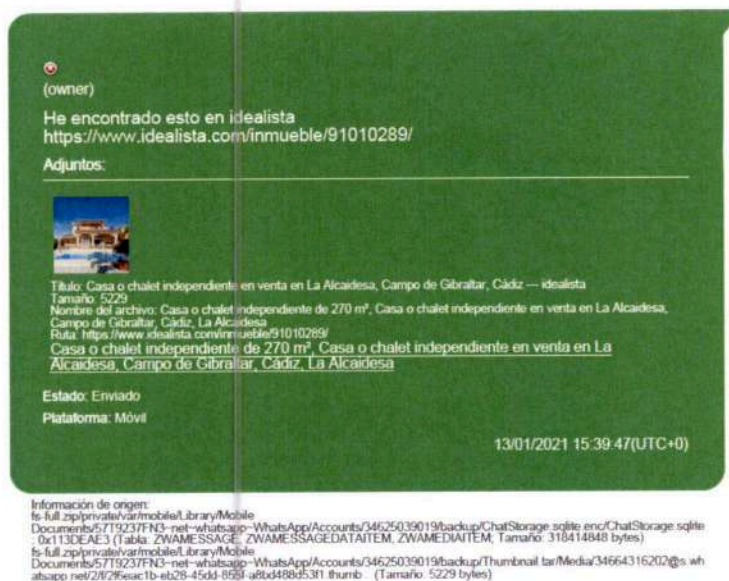 (owner)
He encontrado esto en idealista
https://www.idealista.com/inmueble/91010289/
Adjuntos:
Título: Casa o chalet independiente en venta en La Alcaidesa, Campo de Gibraltar, Cádiz — idealista
Tamaño: 5229
Nombre del archivo: Casa o chalet independiente de 270 m², Casa o chalet independiente en venta en La Alcaidesa,
Campo de Gibraltar, Cádiz, La Alcaidesa
Ruta: https://www.idealista.com/inmueble/91010289/
Casa o chalet independiente de 270 m², Casa o chalet independiente en venta en La
Alcaidesa, Campo de Gibraltar, Cádiz, La Alcaidesa
Estado: Enviado
Plataforma: Móvil
13/01/2021 15:39:47(UTC+0)
Información de origen:
fs-full.zip/private/var/mobile/Library/Mobile
Documents/57T9237FN3~net~whatsapp~WhatsApp/Accounts/34625039019/backup/ChatStorage.sqlite.enc/ChatStorage.sqlite
: 0x113DEAE3 (Tabla: ZWAMESSAGE, ZWAMESSAGEDATAITEM, ZWAMEDIAITEM; Tamaño: 318414848 bytes)
fs-full.zip/private/var/mobile/Library/Mobile
Documents/57T9237FN3~net~whatsapp~WhatsApp/Accounts/34625039019/backup/Thumbnail.tar/Media/34664316202@s.wh
atsapp.net/2/f/2f6eac1b-eb28-45dd-855f-a8bd488d53f1.thumb : (Tamaño: 5229 bytes)